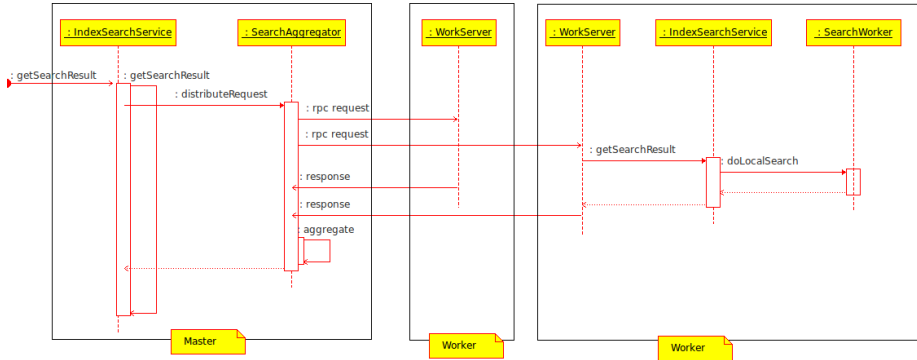 : IndexSearchService
: SearchAggregator
: WorkServer
: WorkServer
: IndexSearchService
: SearchWorker
: getSearchResult
: getSearchResult
: distributeRequest
: rpc request
: rpc request
: getSearchResult
: doLocalSearch
: response
: response
: aggregate
Master
Worker
Worker